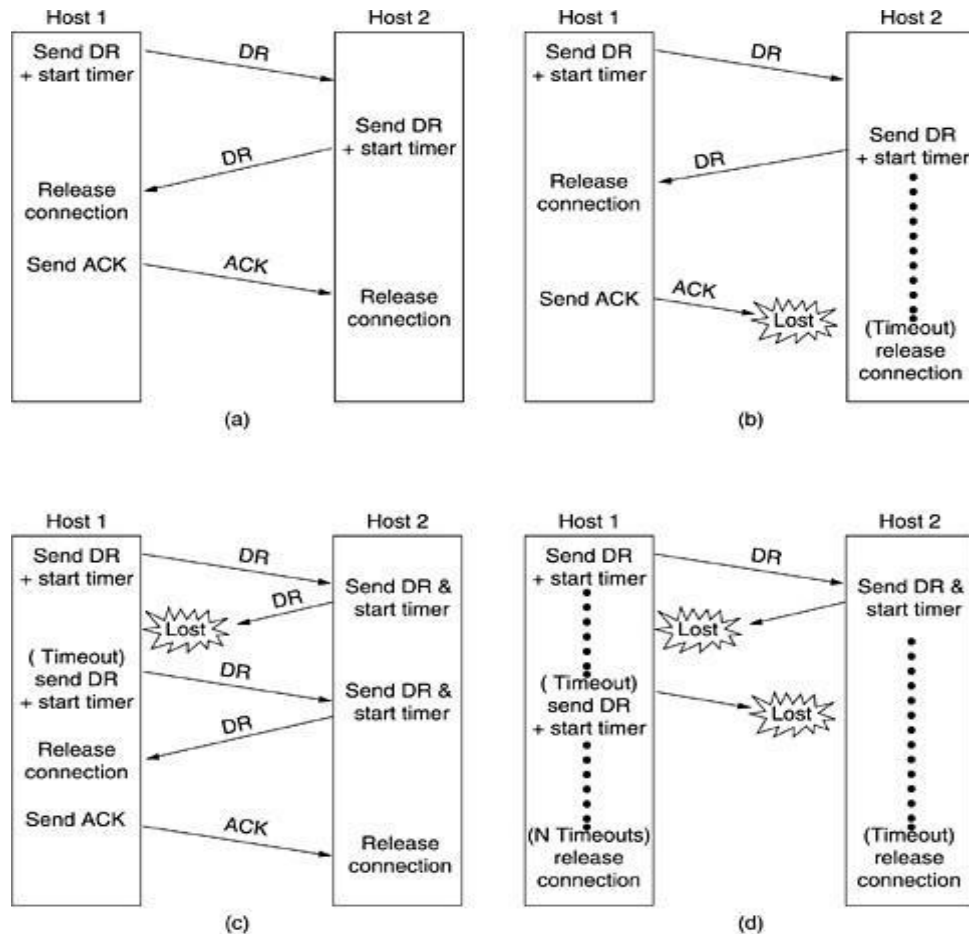 Host 1
Host 2
Send DR
+ start timer
DR
Send DR
+ start timer
DR
Release
connection
Send ACK
ACK
Release
connection
(a)
Host 1
Host 2
Send DR
+ start timer
DR
Send DR
+ start timer
DR
Release
connection
Send ACK
ACK
Lost
(Timeout)
release
connection
(b)
Host 1
Host 2
Send DR
+ start timer
DR
Send DR &
start timer
DR
Lost
( Timeout)
send DR
+ start timer
DR
Send DR &
start timer
DR
Release
connection
Send ACK
ACK
Release
connection
(c)
Host 1
Host 2
Send DR
+ start timer
DR
Send DR &
start timer
Lost
( Timeout)
send DR
+ start timer
Lost
(N Timeouts)
release
connection
(Timeout)
release
connection
(d)